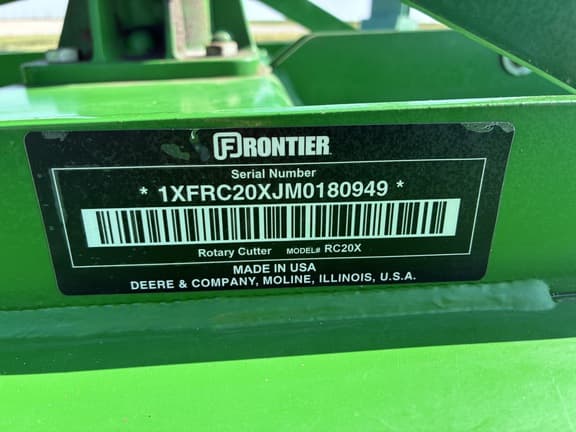 FRONTIER
Serial Number
* 1XFRC20XJM0180949 *
Rotary Cutter MODEL# RC20X
MADE IN USA
DEERE & COMPANY, MOLINE, ILLINOIS, U.S.A.